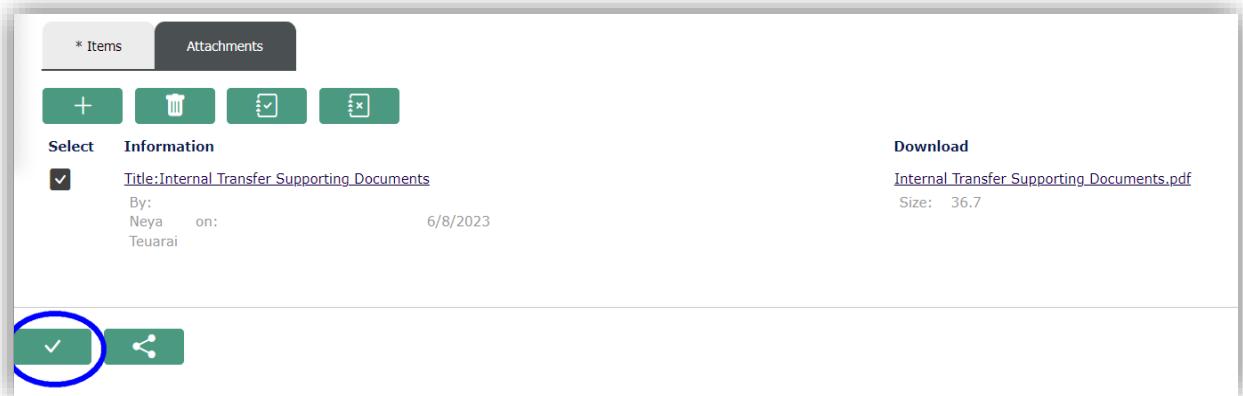 * Items Attachments
Select Information Download
Title:Internal Transfer Supporting Documents Internal Transfer Supporting Documents.pdf
By: Size: 36.7
Neya on: 6/8/2023
Teuarai